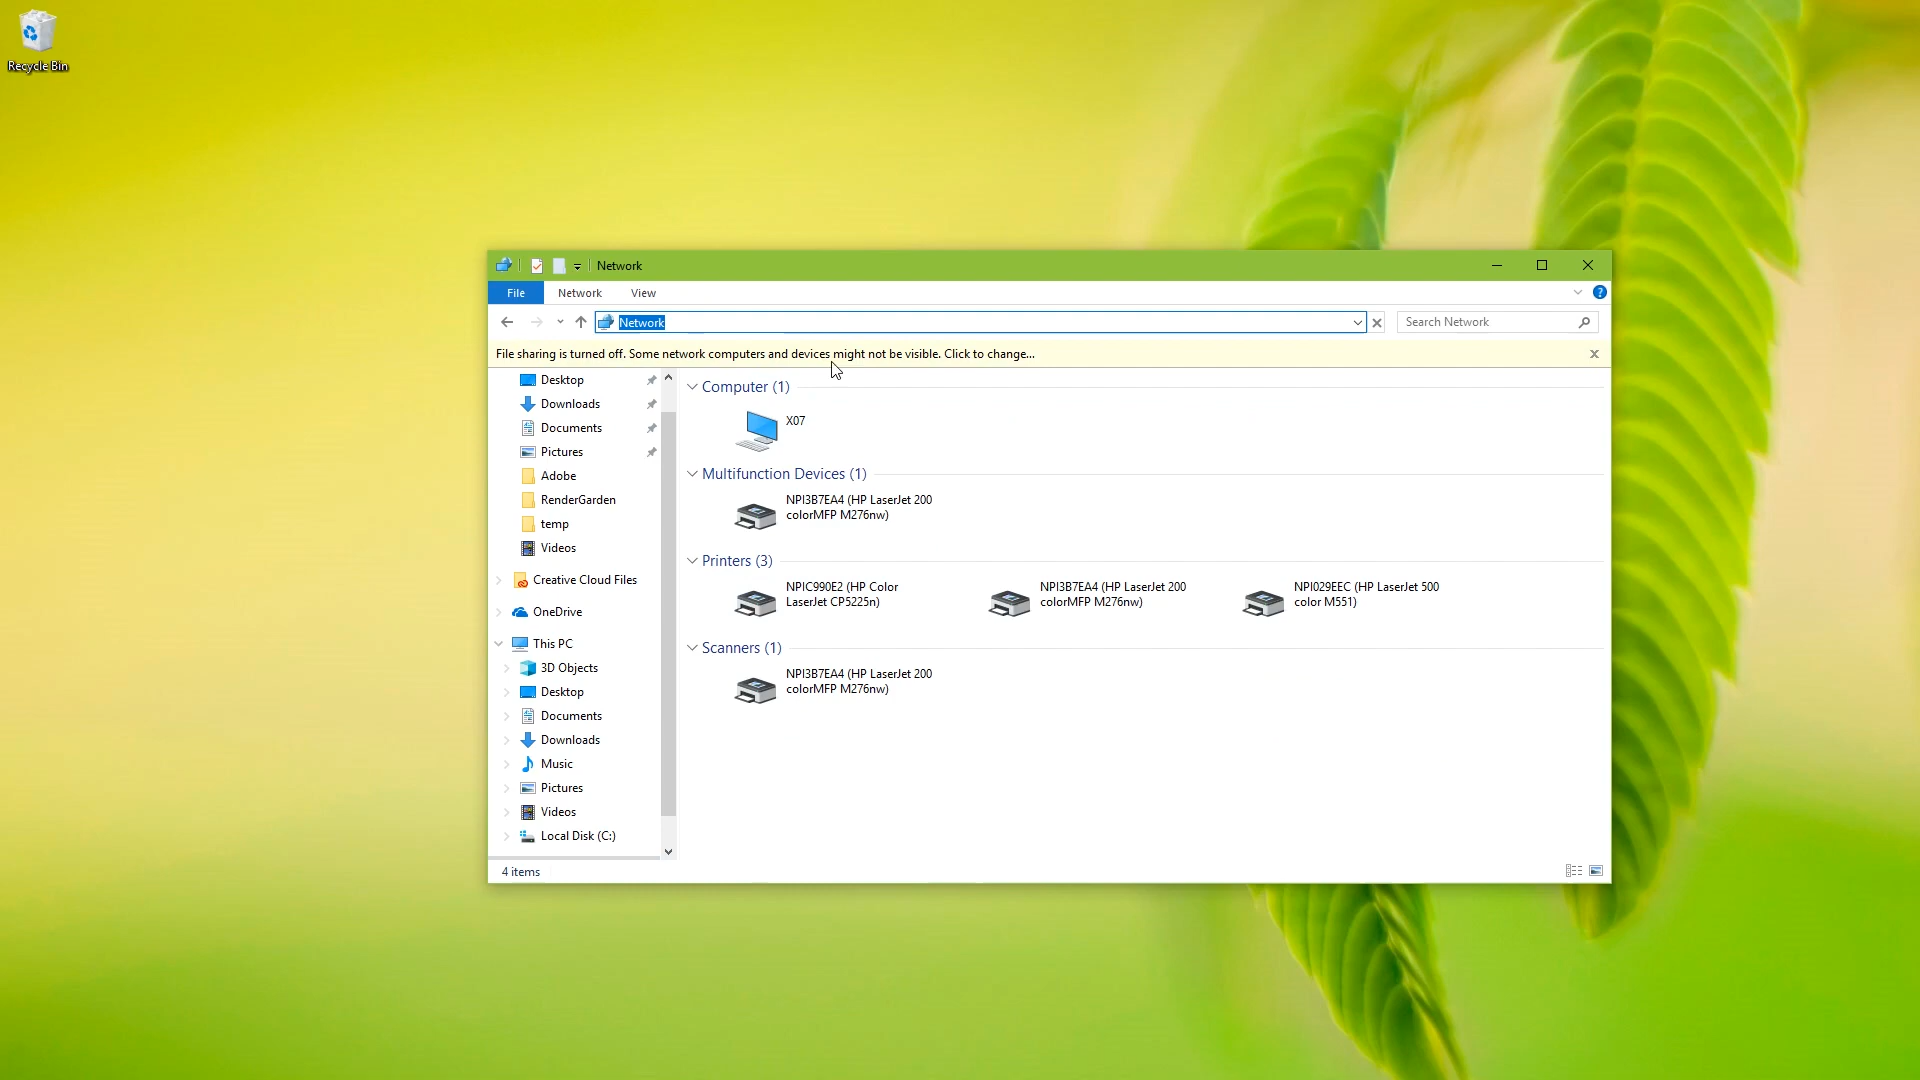 Recycle Bin
Network
File
Network
View
Network
Search Network
File sharing is turned off. Some network computers and devices might not be visible. Click to change...
Desktop
Downloads
Documents
Pictures
Adobe
RenderGarden
temp
Videos
Creative Cloud Files
OneDrive
This PC
3D Objects
Desktop
Documents
Downloads
Music
Pictures
Videos
Local Disk (C:)
Computer (1)
X07
Multifunction Devices (1)
NPI3B7EA4 (HP LaserJet 200
colorMFP M276nw)
Printers (3)
NPIC990E2 (HP Color
LaserJet CP5225n)
NPI3B7EA4 (HP LaserJet 200
colorMFP M276nw)
NPI029EEC (HP LaserJet 500
color M551)
Scanners (1)
NPI3B7EA4 (HP LaserJet 200
colorMFP M276nw)
4 items